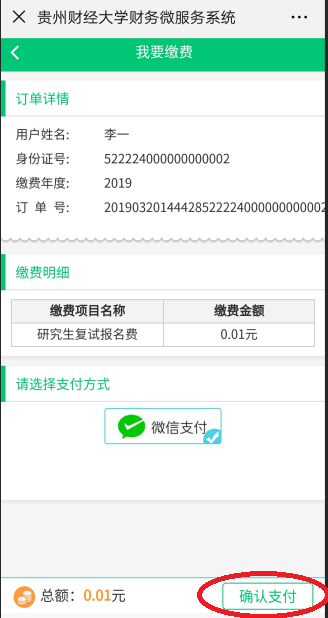 贵州财经大学财务微服务系统
我要缴费
订单详情
用户姓名: 李一
身份证号: 522224000000000002
缴费年度: 2019
订 单 号: 20190320144428522224000000000002
缴费明细
缴费项目名称 缴费金额
研究生复试报名费 0.01元
请选择支付方式
微信支付
总额：0.01元 确认支付